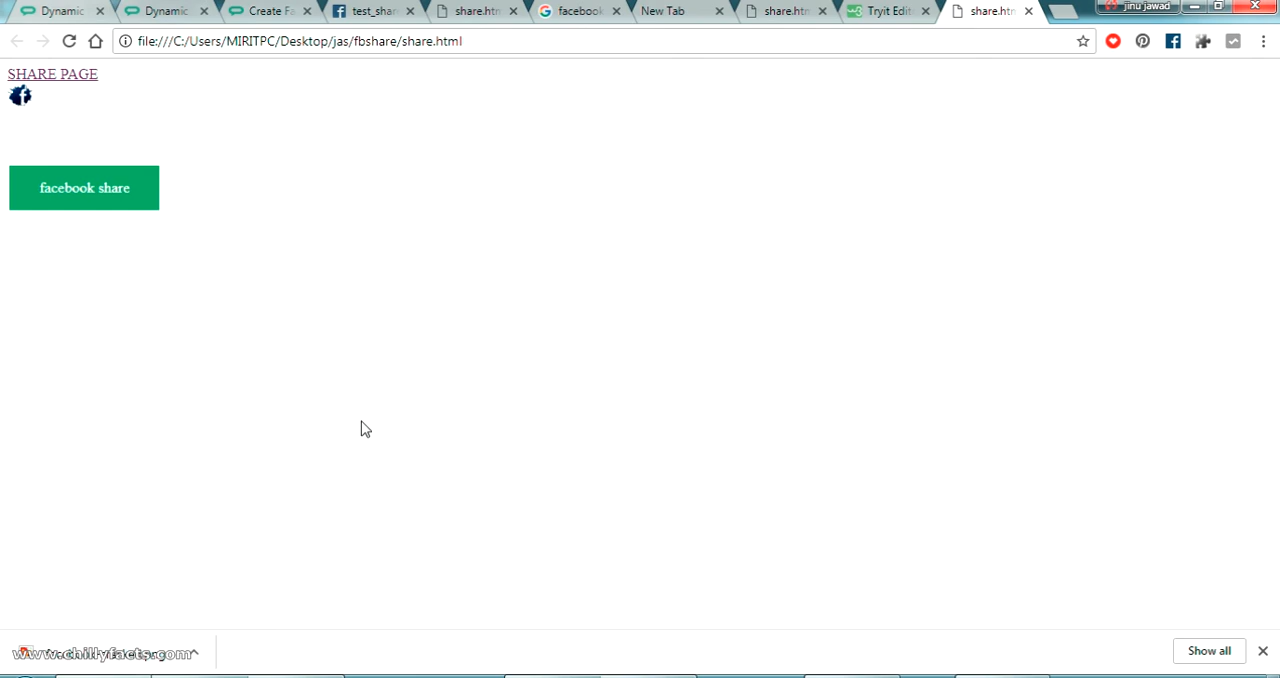 Dynamic
Dynamic
Create Fa
test_shar
share.htm
facebook
New Tab
share.htm
Tryit Edit
share.htm
jinu jawad
file:///C:/Users/MIRITPC/Desktop/jas/fbshare/share.html
SHARE PAGE
facebook share
www.chillyfacts.com
Show all